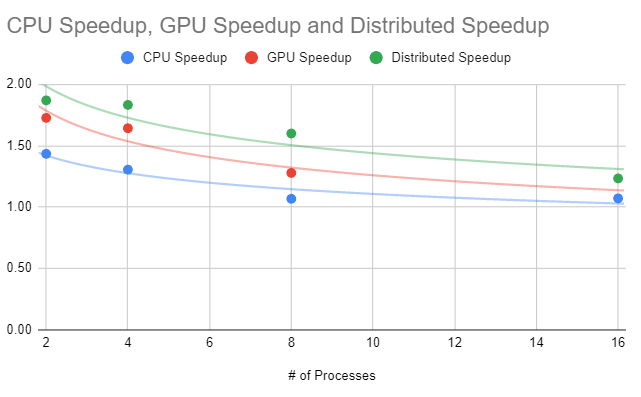 CPU Speedup, GPU Speedup and Distributed Speedup
CPU Speedup GPU Speedup Distributed Speedup
2.00
1.50
1.00
0.50
0.00
2 4 6 8 10 12 14 16
# of Processes